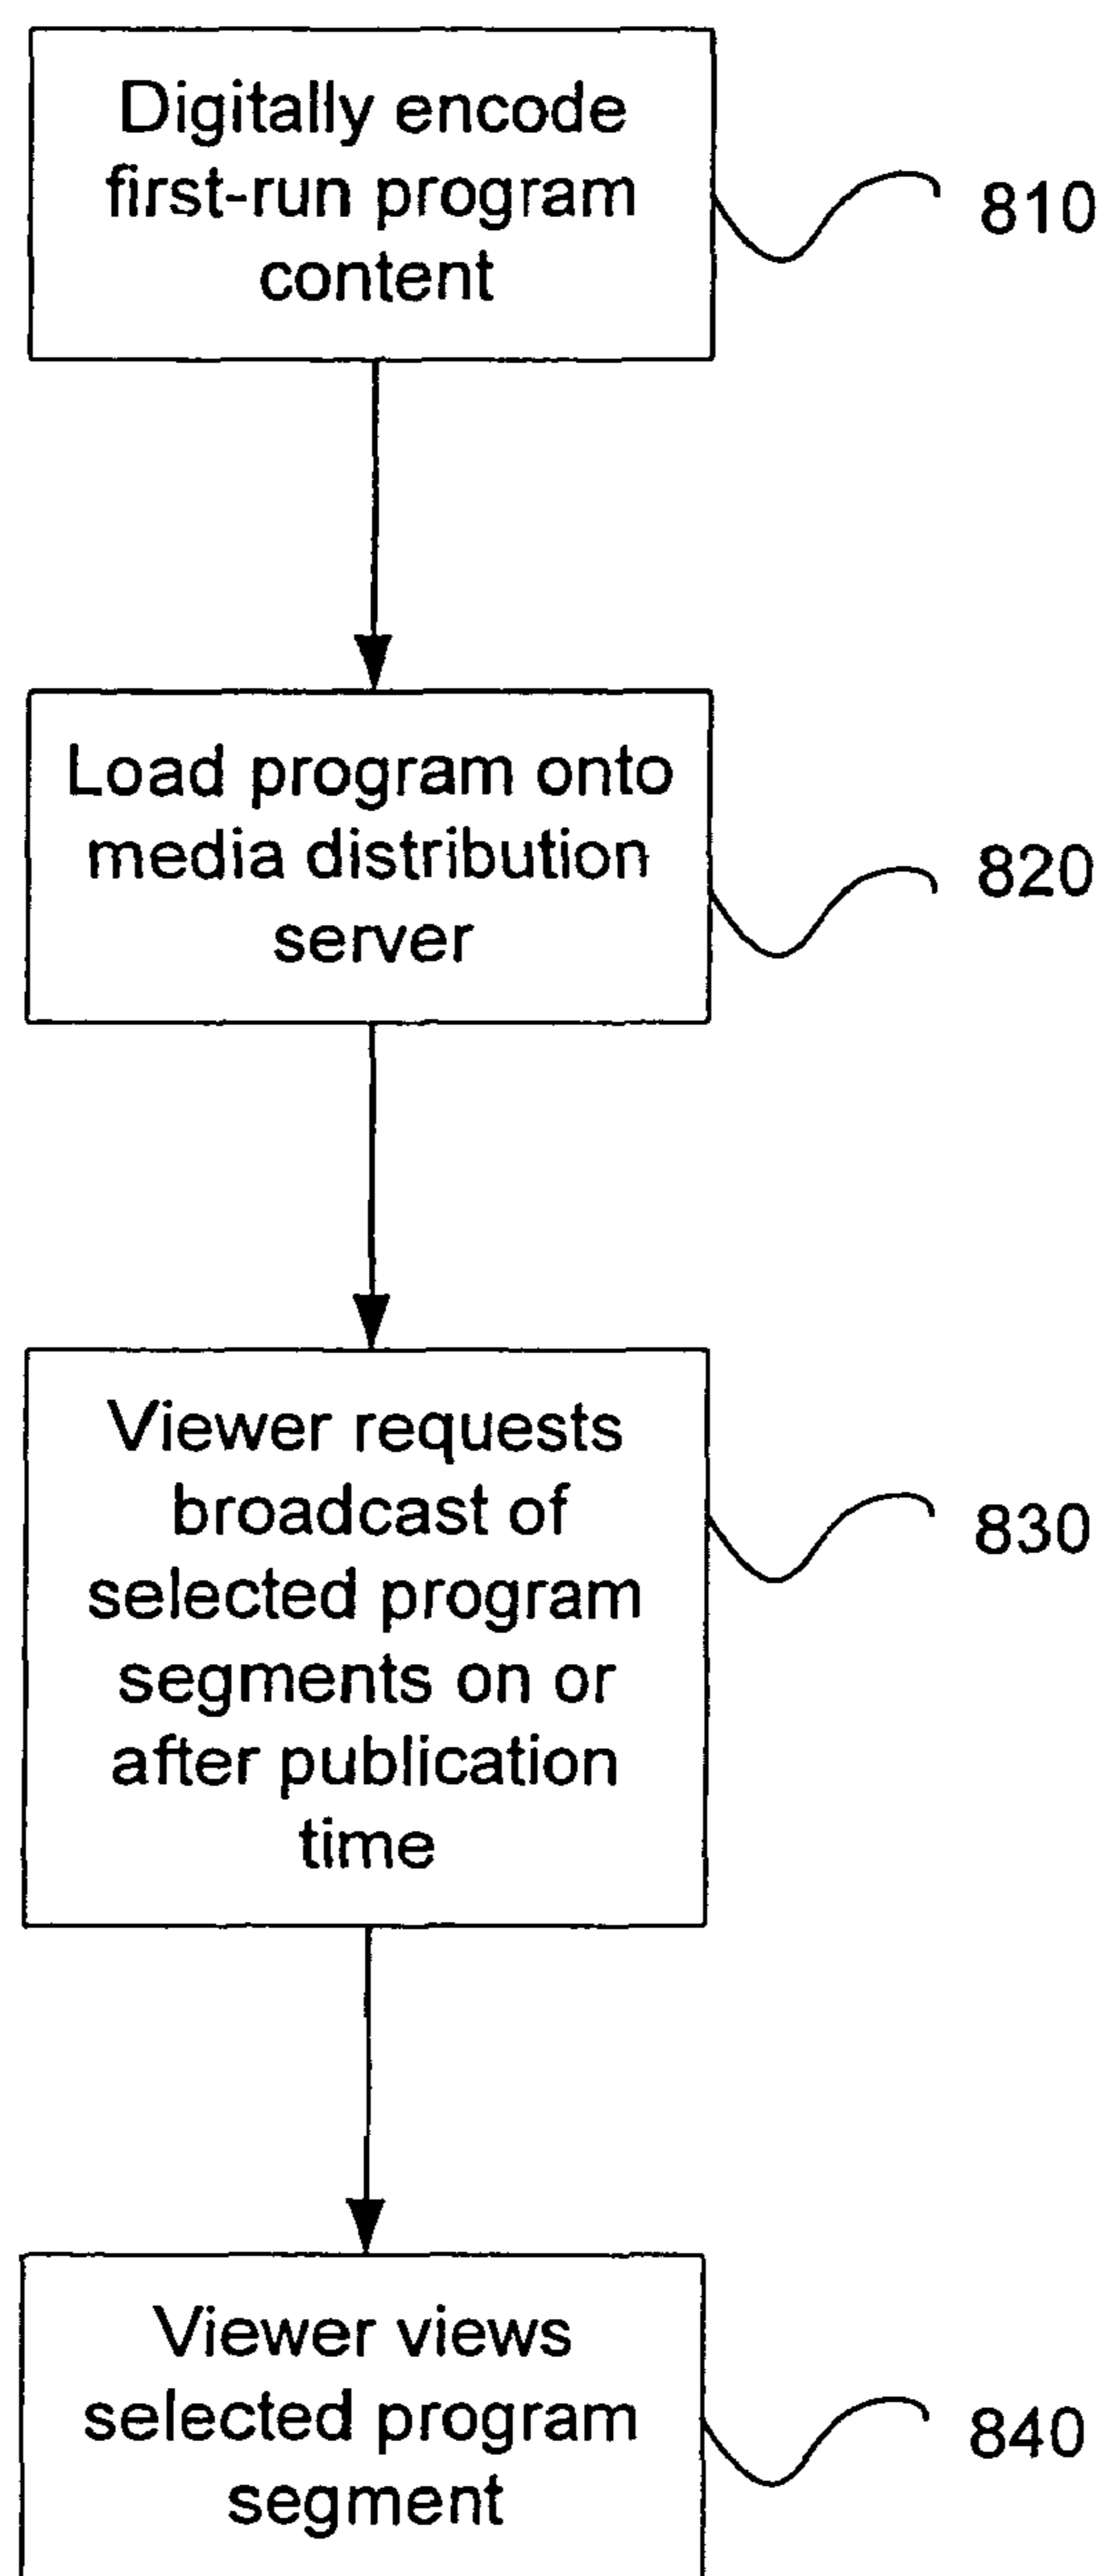 Digitally encode
first-run program
content
810
Load program onto
media distribution
server
820
Viewer requests
broadcast of
selected program
segments on or
after publication
time
830
Viewer views
selected program
segment
840